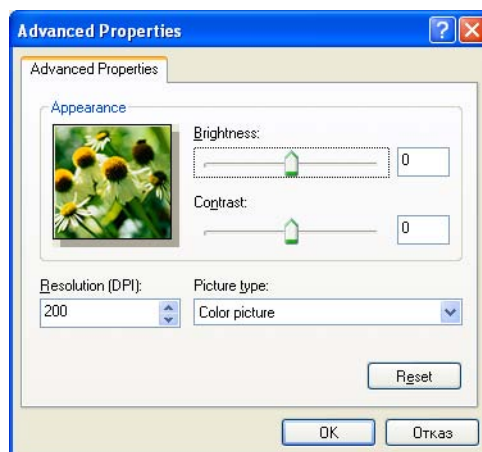 Advanced Properties
Advanced Properties
Appearance
Brightness:
0
Contrast:
0
Resolution (DPI):
200
Picture type:
Color picture
Reset
OK
Отказ